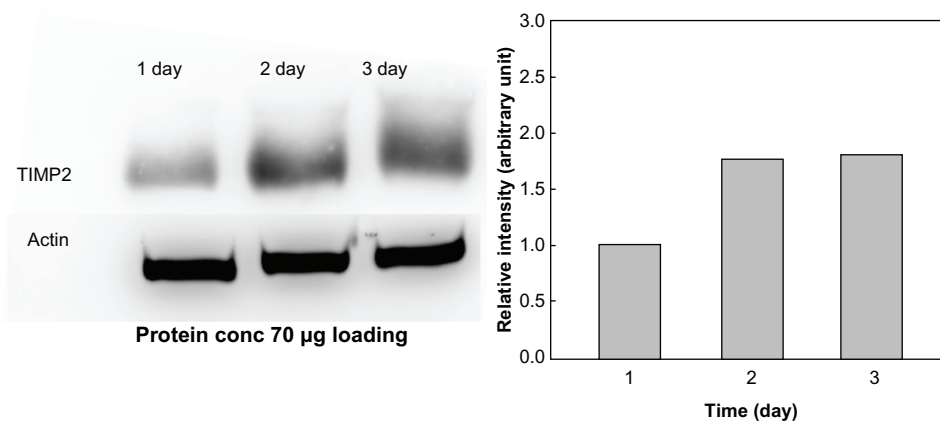 1 day 2 day 3 day
TIMP2
Actin
Protein conc 70 µg loading
Relative intensity (arbitrary unit)
3.0
2.5
2.0
1.5
1.0
0.5
0.0
1 2 3
Time (day)